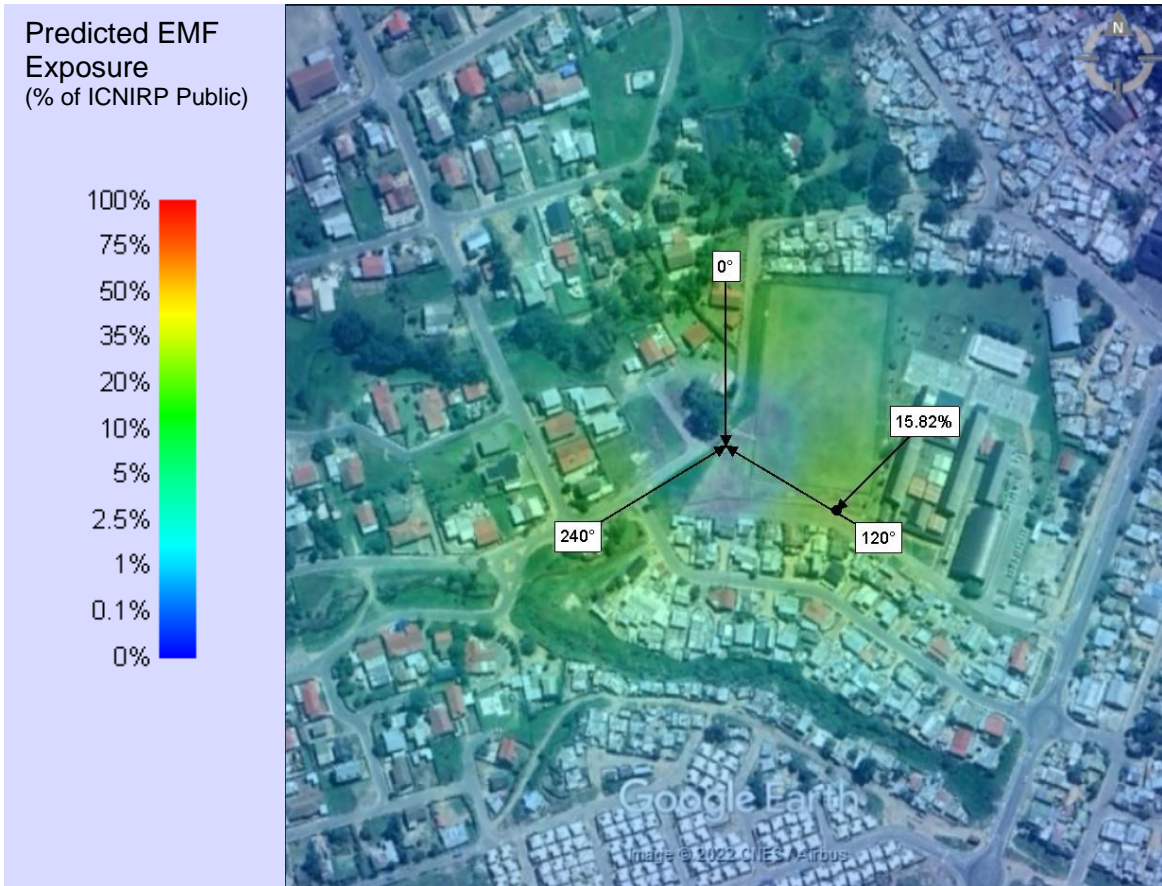 Predicted EMF
Exposure
(% of ICNIRP Public)
100%
75%
50%
35%
20%
10%
5%
2.5%
1%
0.1%
0%
N
0°
15.82%
240°
120°
Google Earth
Image © 2022 CNES / Airbus